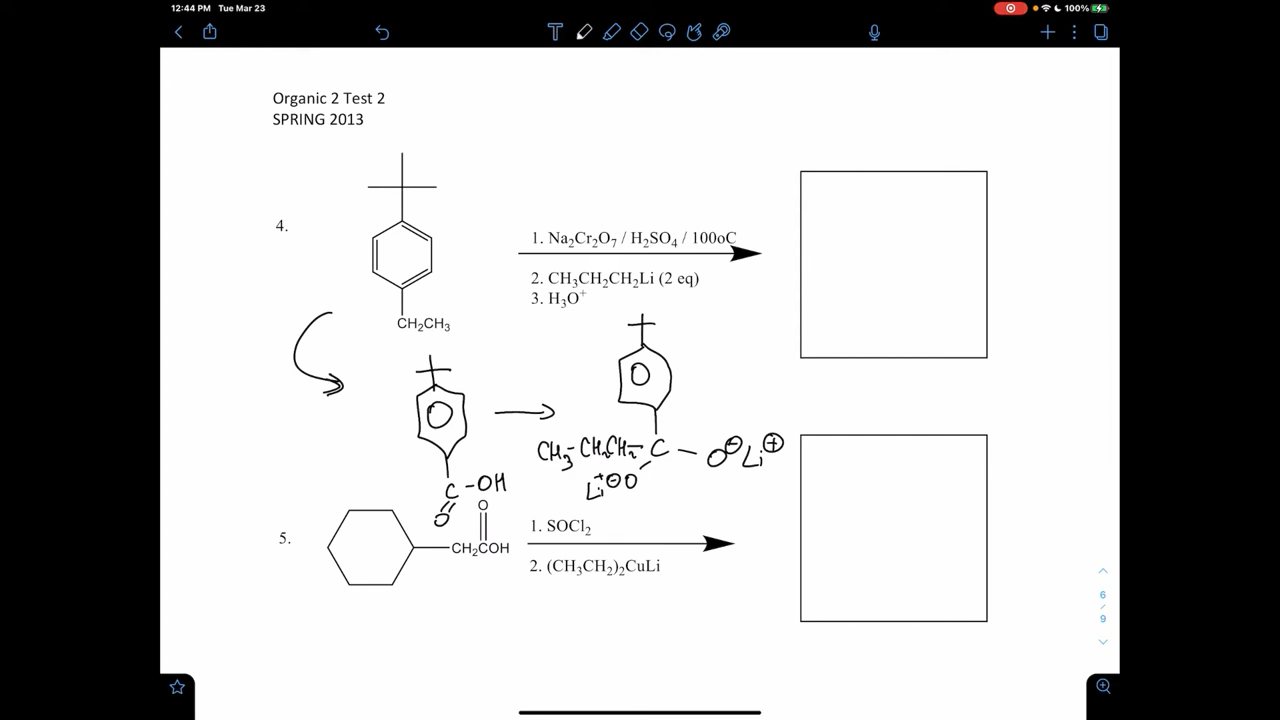 12:44 PM Tue Mar 23
100%
Organic 2 Test 2
SPRING 2013
4.
CH₂CH₃
1. Na₂Cr₂O₇ / H₂SO₄ / 100oC
2. CH₃CH₂CH₂Li (2 eq)
3. H₃O⁺
C-OH
O
CH₃-CH₂CH₂-C-O⊖Li⊕
Li⁺⊖O
5.
O
CH₂COH
1. SOCl₂
2. (CH₃CH₂)₂CuLi
6
/
9